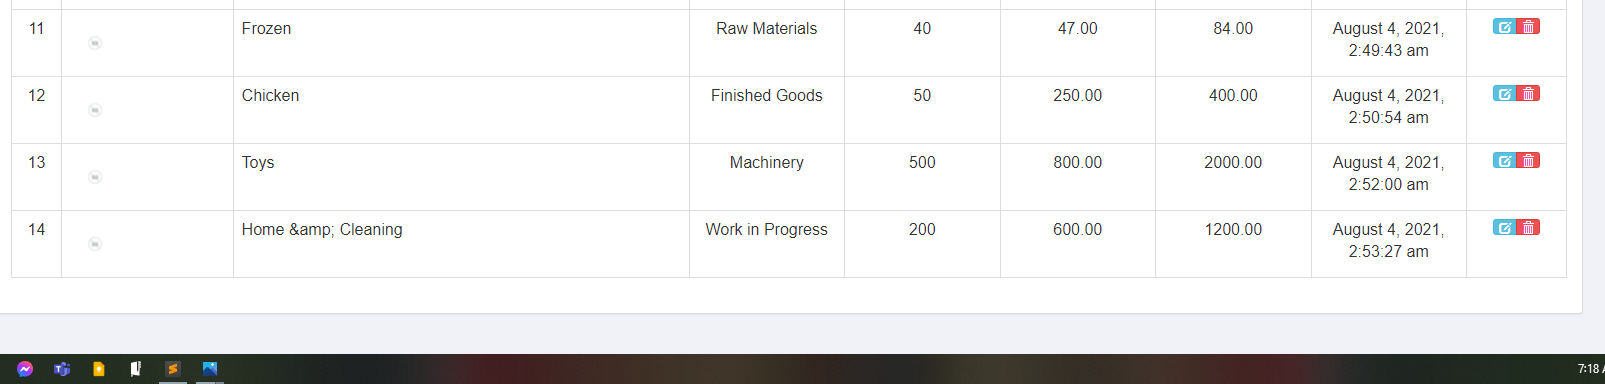 11 Frozen Raw Materials 40 47.00 84.00 August 4, 2021,
2:49:43 am
12 Chicken Finished Goods 50 250.00 400.00 August 4, 2021,
2:50:54 am
13 Toys Machinery 500 800.00 2000.00 August 4, 2021,
2:52:00 am
14 Home &amp; Cleaning Work in Progress 200 600.00 1200.00 August 4, 2021,
2:53:27 am
7:18